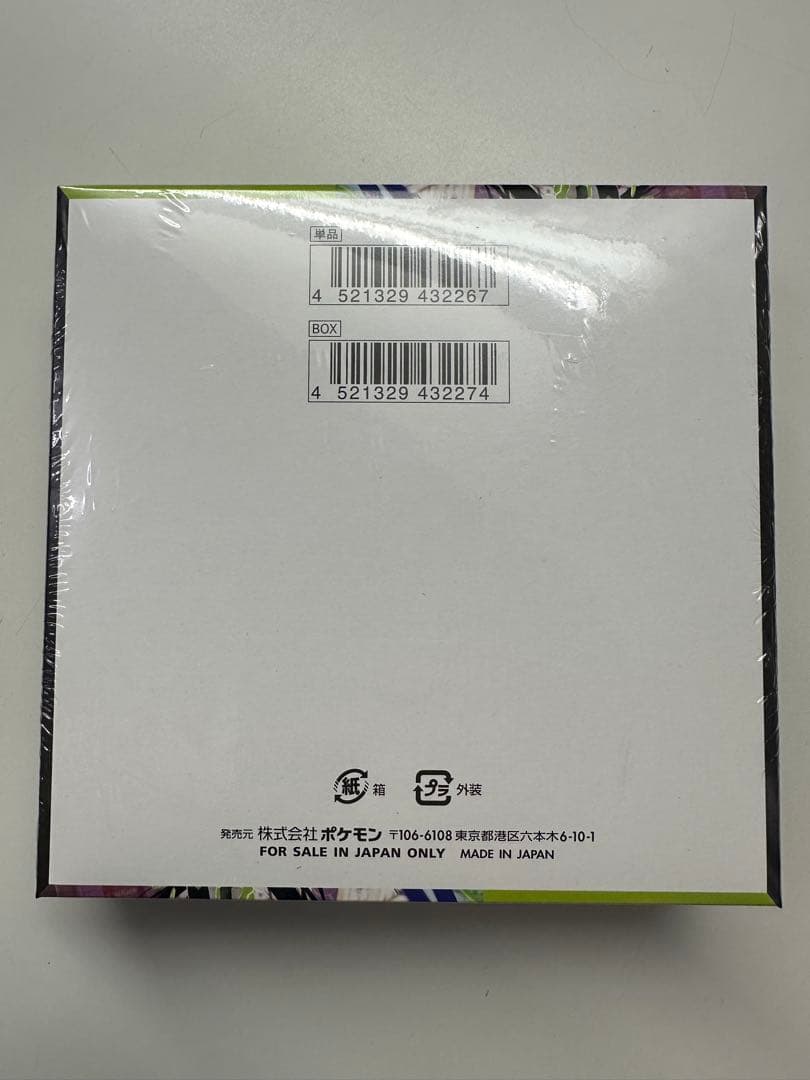 単品
4 521329 432267
BOX
4 521329 432274
紙 箱
プラ 外装
発売元 株式会社 ポケモン 〒106-6108 東京都港区六本木6-10-1
FOR SALE IN JAPAN ONLY MADE IN JAPAN